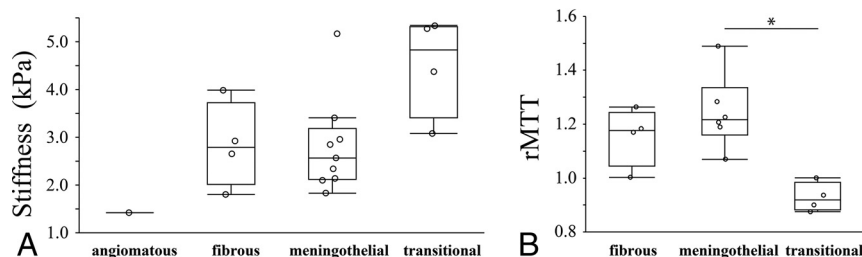 Stiffness (kPa)
5.0
4.0
3.0
2.0
1.0
angiomatous fibrous meningothelial transitional
A
rMTT
1.6
1.4
1.2
1.0
0.8
*
fibrous meningothelial transitional
B